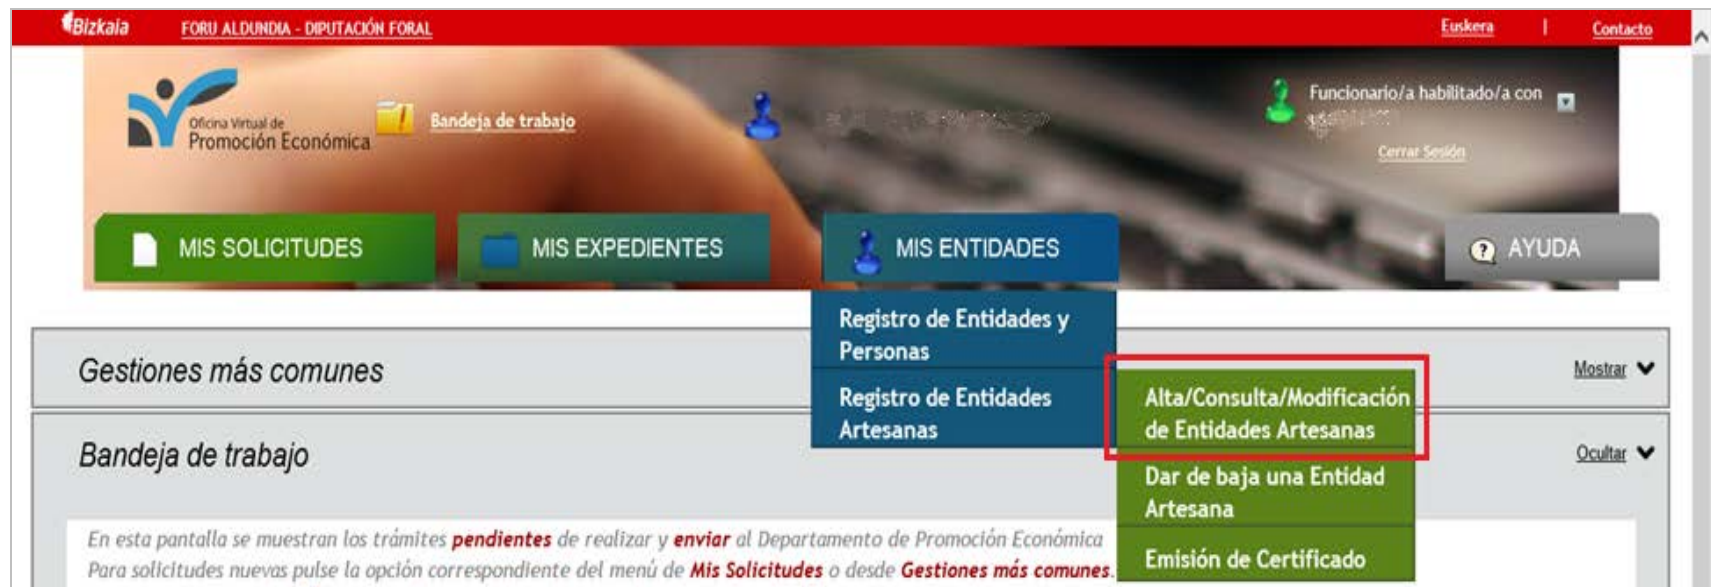 Bizkaia FORU ALDUNDIA - DIPUTACIÓN FORAL Euskera | Contacto
Oficina Virtual de
Promoción Económica
Bandeja de trabajo
Funcionario/a habilitado/a con
Cerrar Sesión
MIS SOLICITUDES MIS EXPEDIENTES MIS ENTIDADES AYUDA
Registro de Entidades y
Personas
Registro de Entidades
Artesanas
Alta/Consulta/Modificación
de Entidades Artesanas
Dar de baja una Entidad
Artesana
Emisión de Certificado
Gestiones más comunes Mostrar
Bandeja de trabajo Ocultar
En esta pantalla se muestran los trámites pendientes de realizar y enviar al Departamento de Promoción Económica
Para solicitudes nuevas pulse la opción correspondiente del menú de Mis Solicitudes o desde Gestiones más comunes.